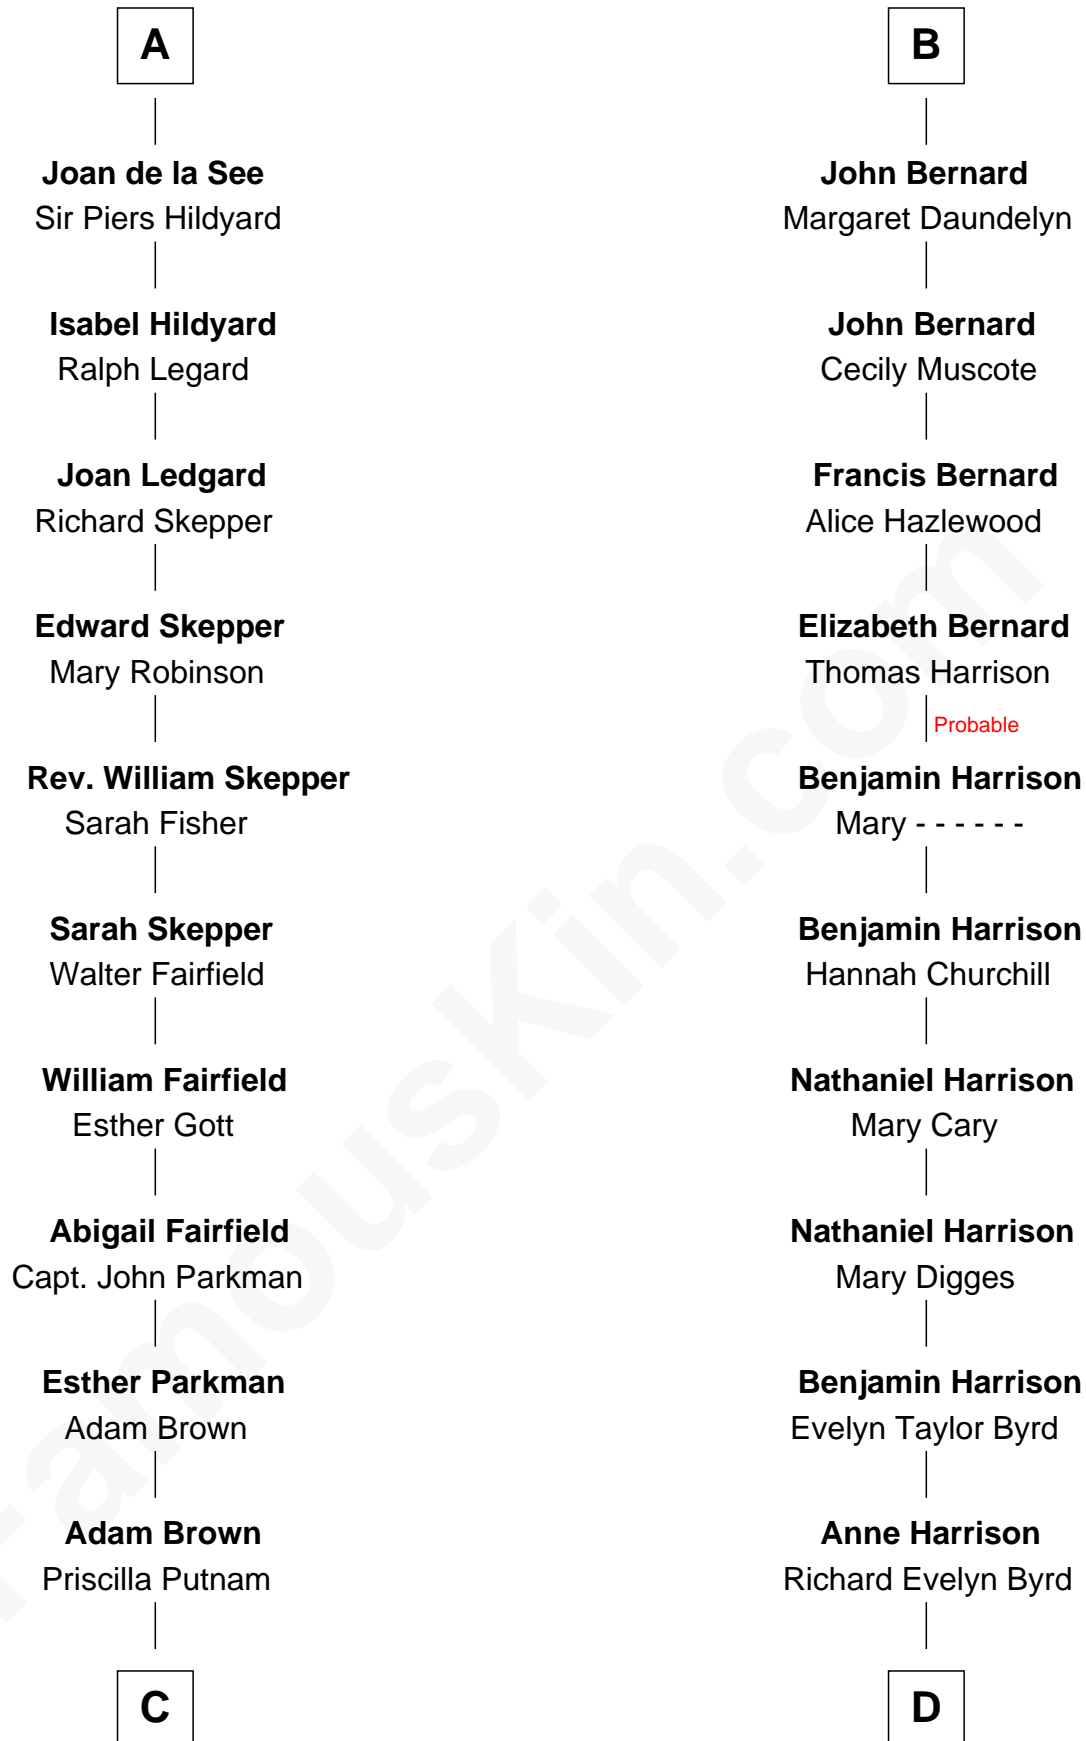 A
Joan de la See
Sir Piers Hildyard
Isabel Hildyard
Ralph Legard
Joan Ledgard
Richard Skepper
Edward Skepper
Mary Robinson
Rev. William Skepper
Sarah Fisher
Sarah Skepper
Walter Fairfield
William Fairfield
Esther Gott
Abigail Fairfield
Capt. John Parkman
Esther Parkman
Adam Brown
Adam Brown
Priscilla Putnam
C
B
John Bernard
Margaret Daundelyn
John Bernard
Cecily Muscote
Francis Bernard
Alice Hazlewood
Elizabeth Bernard
Thomas Harrison
Probable
Benjamin Harrison
Mary - - - - - -
Benjamin Harrison
Hannah Churchill
Nathaniel Harrison
Mary Cary
Nathaniel Harrison
Mary Digges
Benjamin Harrison
Evelyn Taylor Byrd
Anne Harrison
Richard Evelyn Byrd
D
FamousKin.com